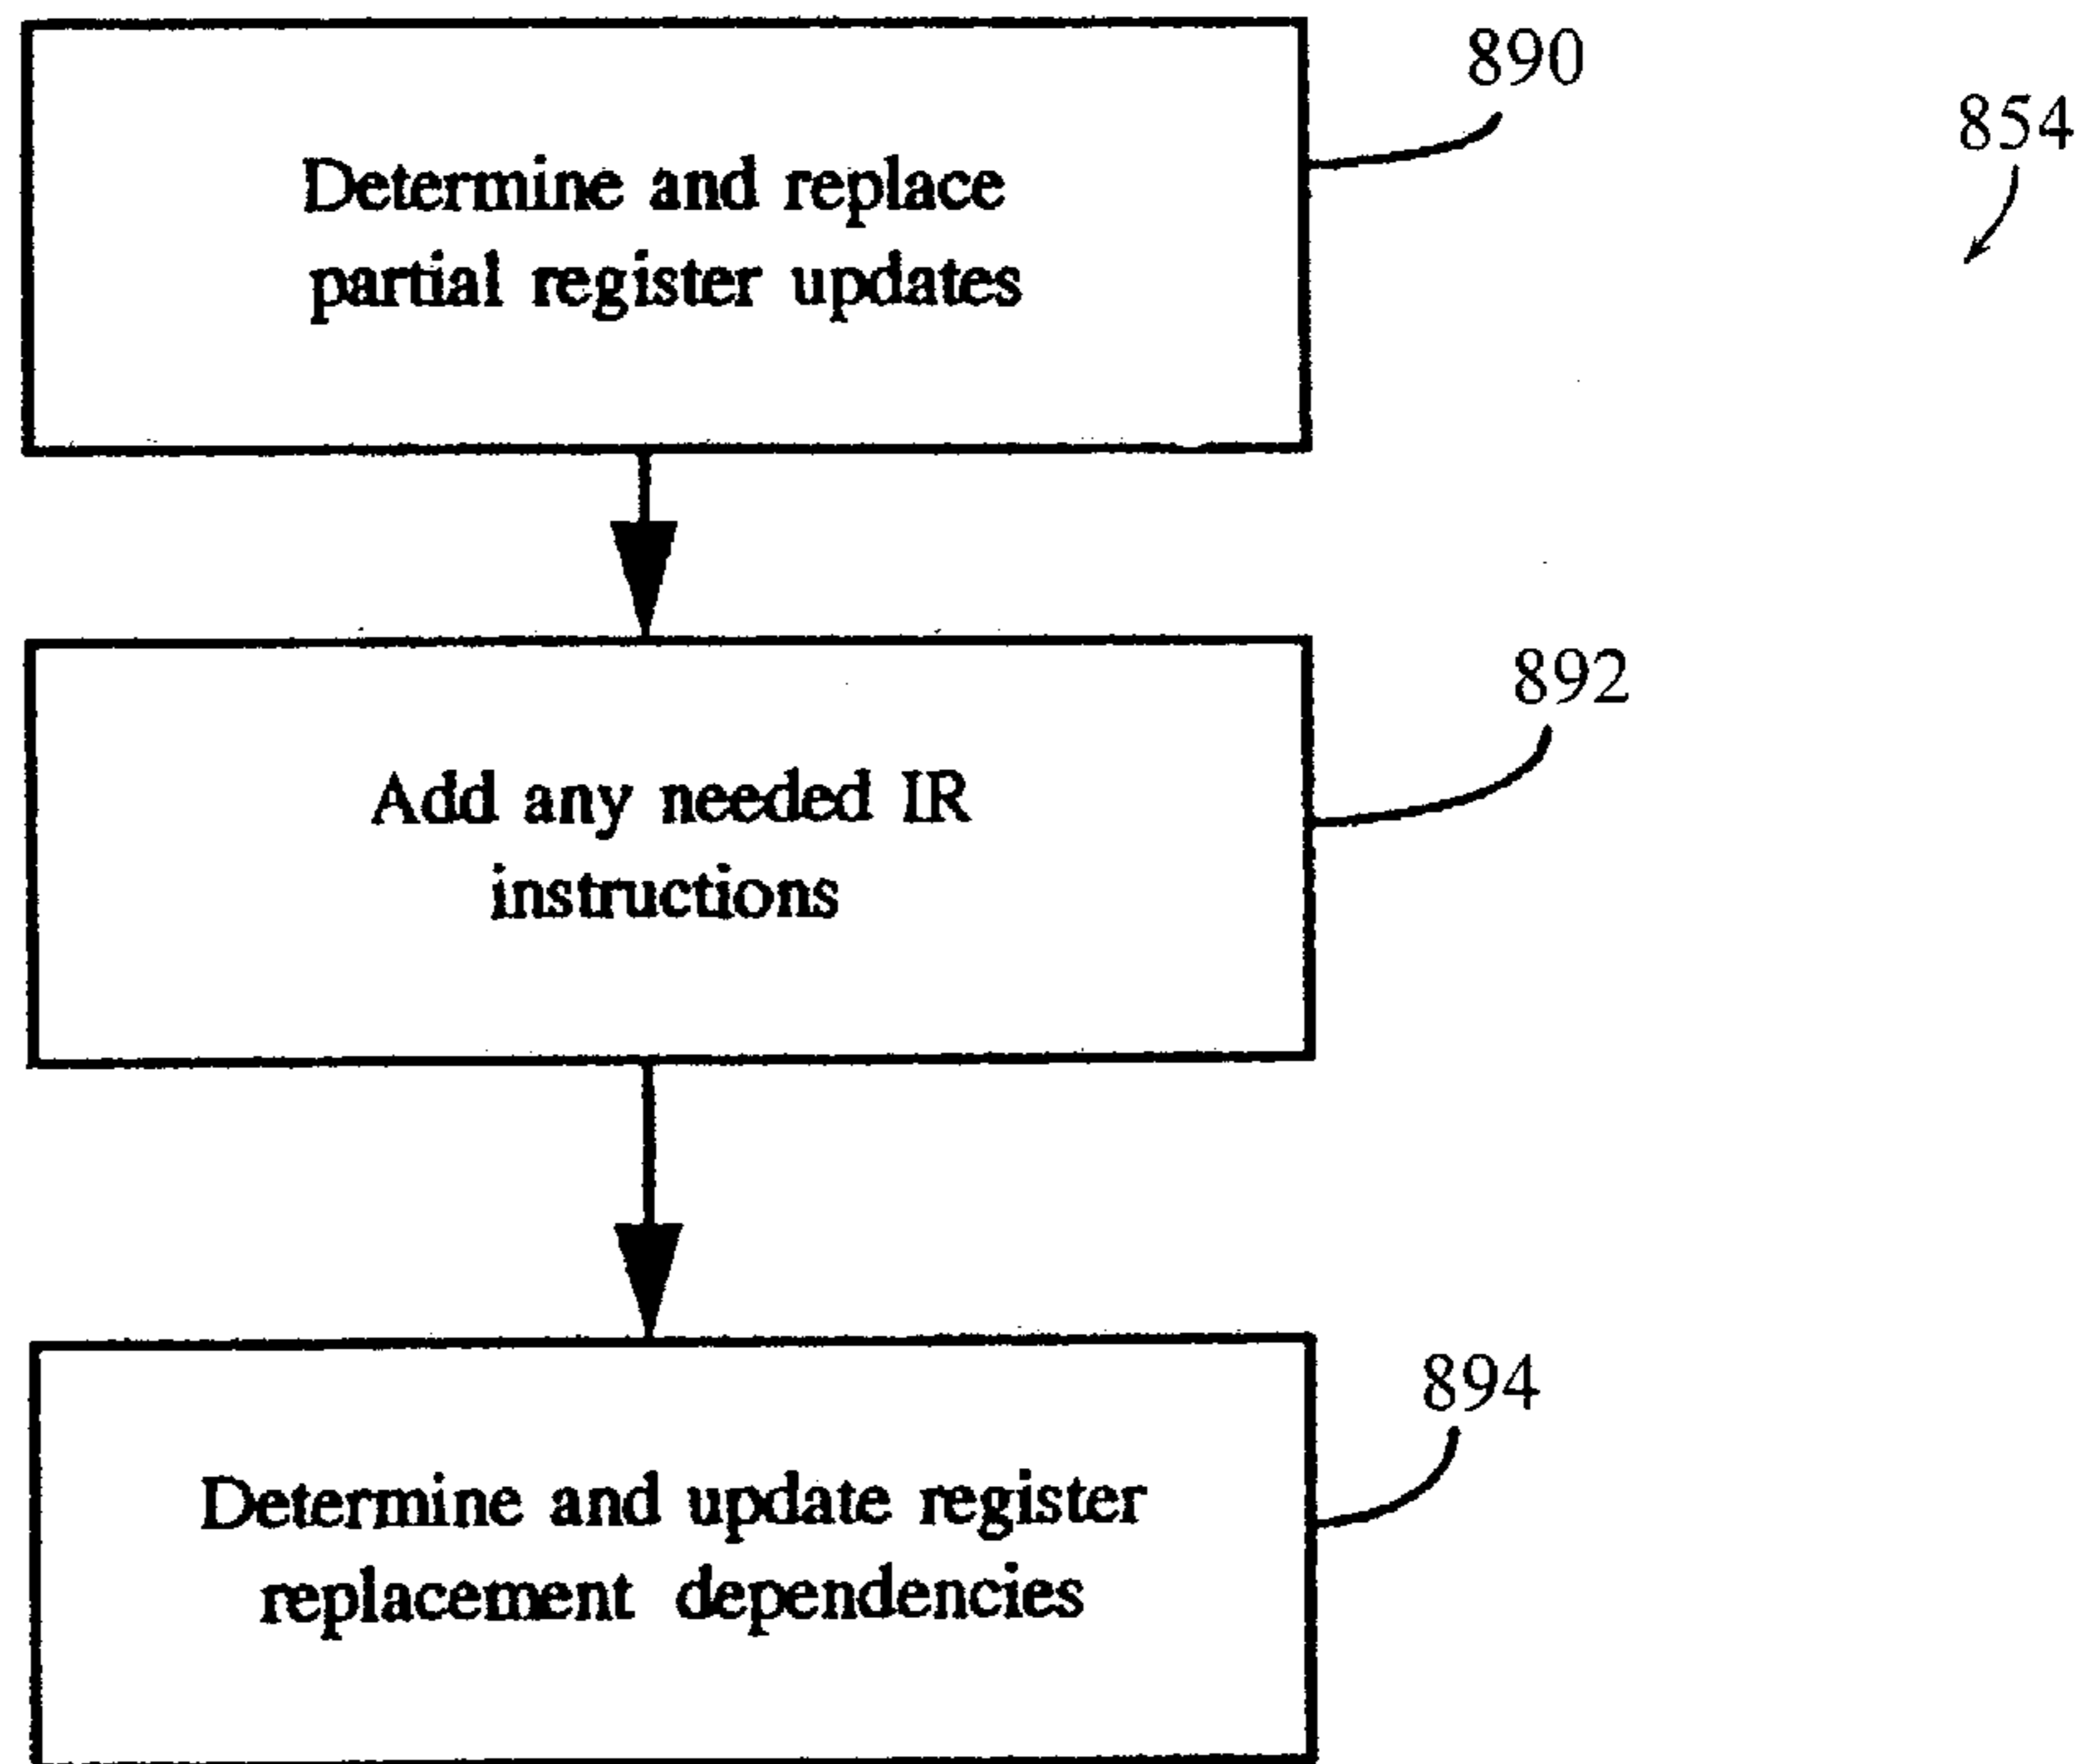 890
854
Determine and replace
partial register updates
892
Add any needed IR
instructions
894
Determine and update register
replacement dependencies